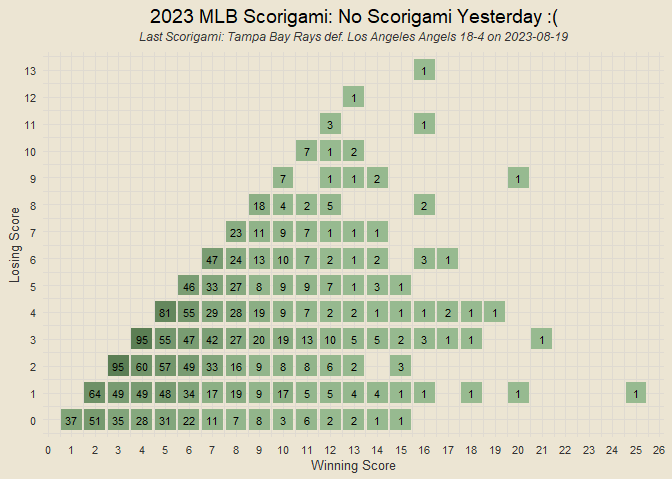 2023 MLB Scorigami: No Scorigami Yesterday :(
Last Scorigami: Tampa Bay Rays def. Los Angeles Angels 18-4 on 2023-08-19
13 1
12 1
11 3 1
10 7 1 2
9 7 1 1 2 1
8 18 4 2 5 2
7 23 11 9 7 1 1 1
6 47 24 13 10 7 2 1 2 3 1
5 46 33 27 8 9 9 7 1 3 1
4 81 55 29 28 19 9 7 2 2 1 1 1 2 1 1
3 95 55 47 42 27 20 19 13 10 5 5 2 3 1 1 1
2 95 60 57 49 33 16 9 8 8 6 2 3
1 64 49 49 48 34 17 19 9 17 5 5 4 4 1 1 1 1 1
0 37 51 35 28 31 22 11 7 8 3 6 2 2 1 1
0 1 2 3 4 5 6 7 8 9 10 11 12 13 14 15 16 17 18 19 20 21 22 23 24 25 26
Winning Score
Losing Score